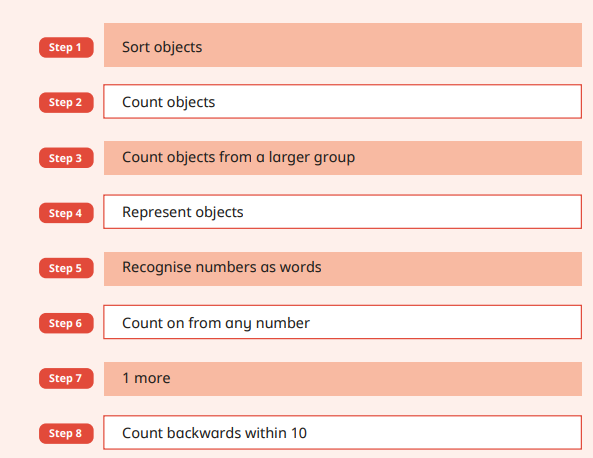 Step 1 Sort objects
Step 2 Count objects
Step 3 Count objects from a larger group
Step 4 Represent objects
Step 5 Recognise numbers as words
Step 6 Count on from any number
Step 7 1 more
Step 8 Count backwards within 10